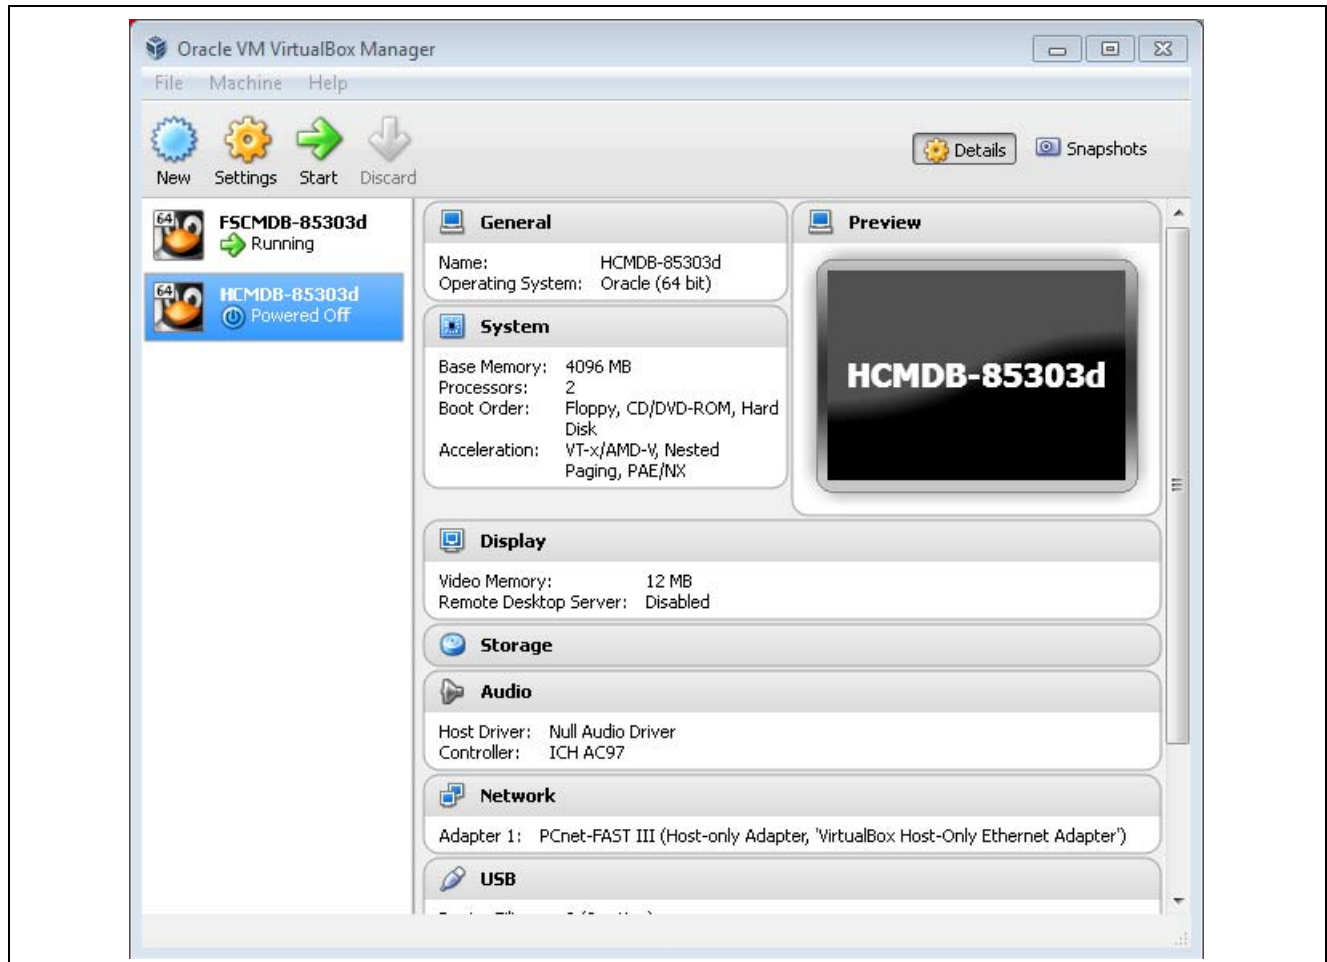 Oracle VM VirtualBox Manager
File Machine Help
New Settings Start Discard
Details Snapshots
64 FSCMDB-85303d
Running
64 HCMDB-85303d
Powered Off
General
Name: HCMDB-85303d
Operating System: Oracle (64 bit)
System
Base Memory: 4096 MB
Processors: 2
Boot Order: Floppy, CD/DVD-ROM, Hard
Disk
Acceleration: VT-x/AMD-V, Nested
Paging, PAE/NX
Preview
HCMDB-85303d
Display
Video Memory: 12 MB
Remote Desktop Server: Disabled
Storage
Audio
Host Driver: Null Audio Driver
Controller: ICH AC97
Network
Adapter 1: PCnet-FAST III (Host-only Adapter, 'VirtualBox Host-Only Ethernet Adapter')
USB